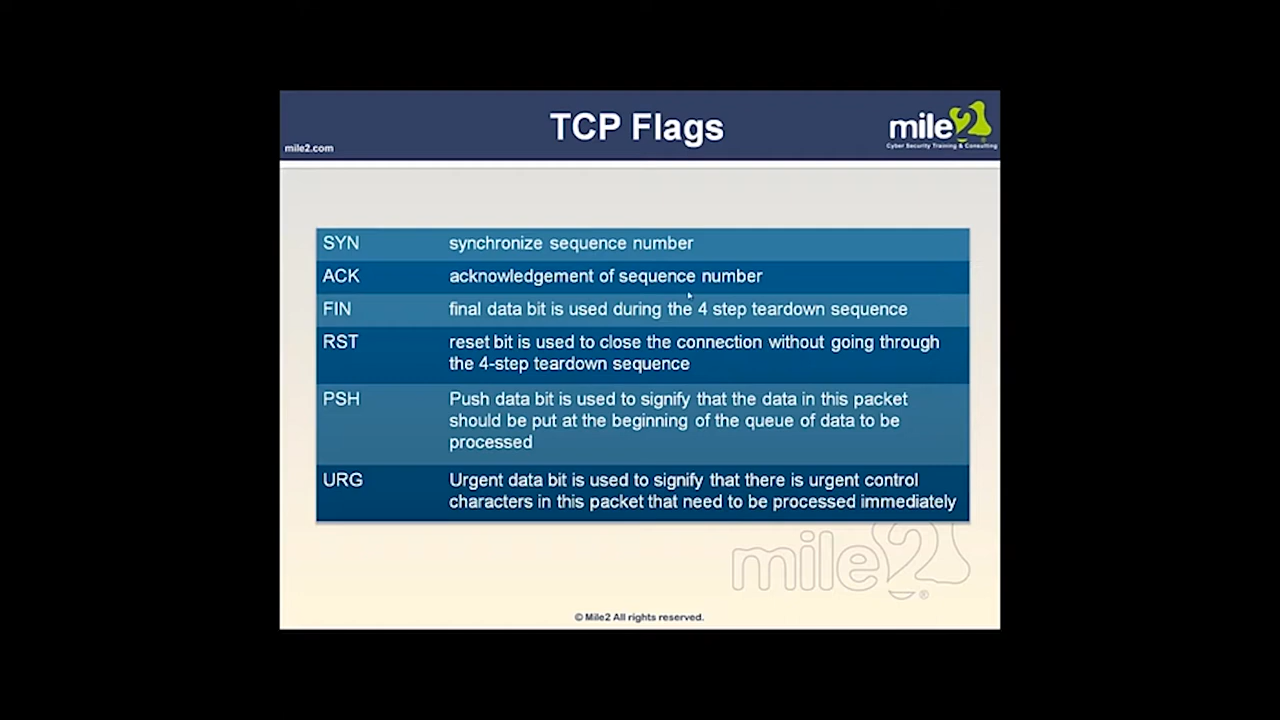 TCP Flags
mile2
Cyber Security Training & Consulting
mile2.com
SYN synchronize sequence number
ACK acknowledgement of sequence number
FIN final data bit is used during the 4 step teardown sequence
RST reset bit is used to close the connection without going through
the 4-step teardown sequence
PSH Push data bit is used to signify that the data in this packet
should be put at the beginning of the queue of data to be
processed
URG Urgent data bit is used to signify that there is urgent control
characters in this packet that need to be processed immediately
mile2®
© Mile2 All rights reserved.